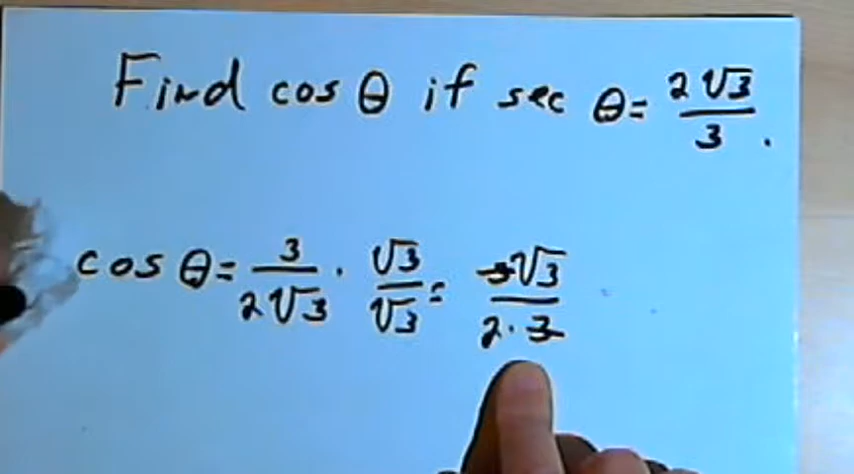 Find cos θ if sec θ = 2√3/3.
cos θ = 3/2√3 · √3/√3 = 3√3/2·3